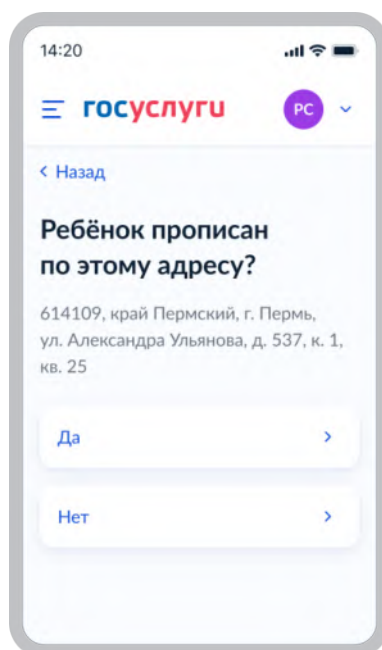 14:20
госуслуги
РС
Назад
Ребёнок прописан
по этому адресу?
614109, край Пермский, г. Пермь,
ул. Александра Ульянова, д. 537, к. 1,
кв. 25
Да
Нет